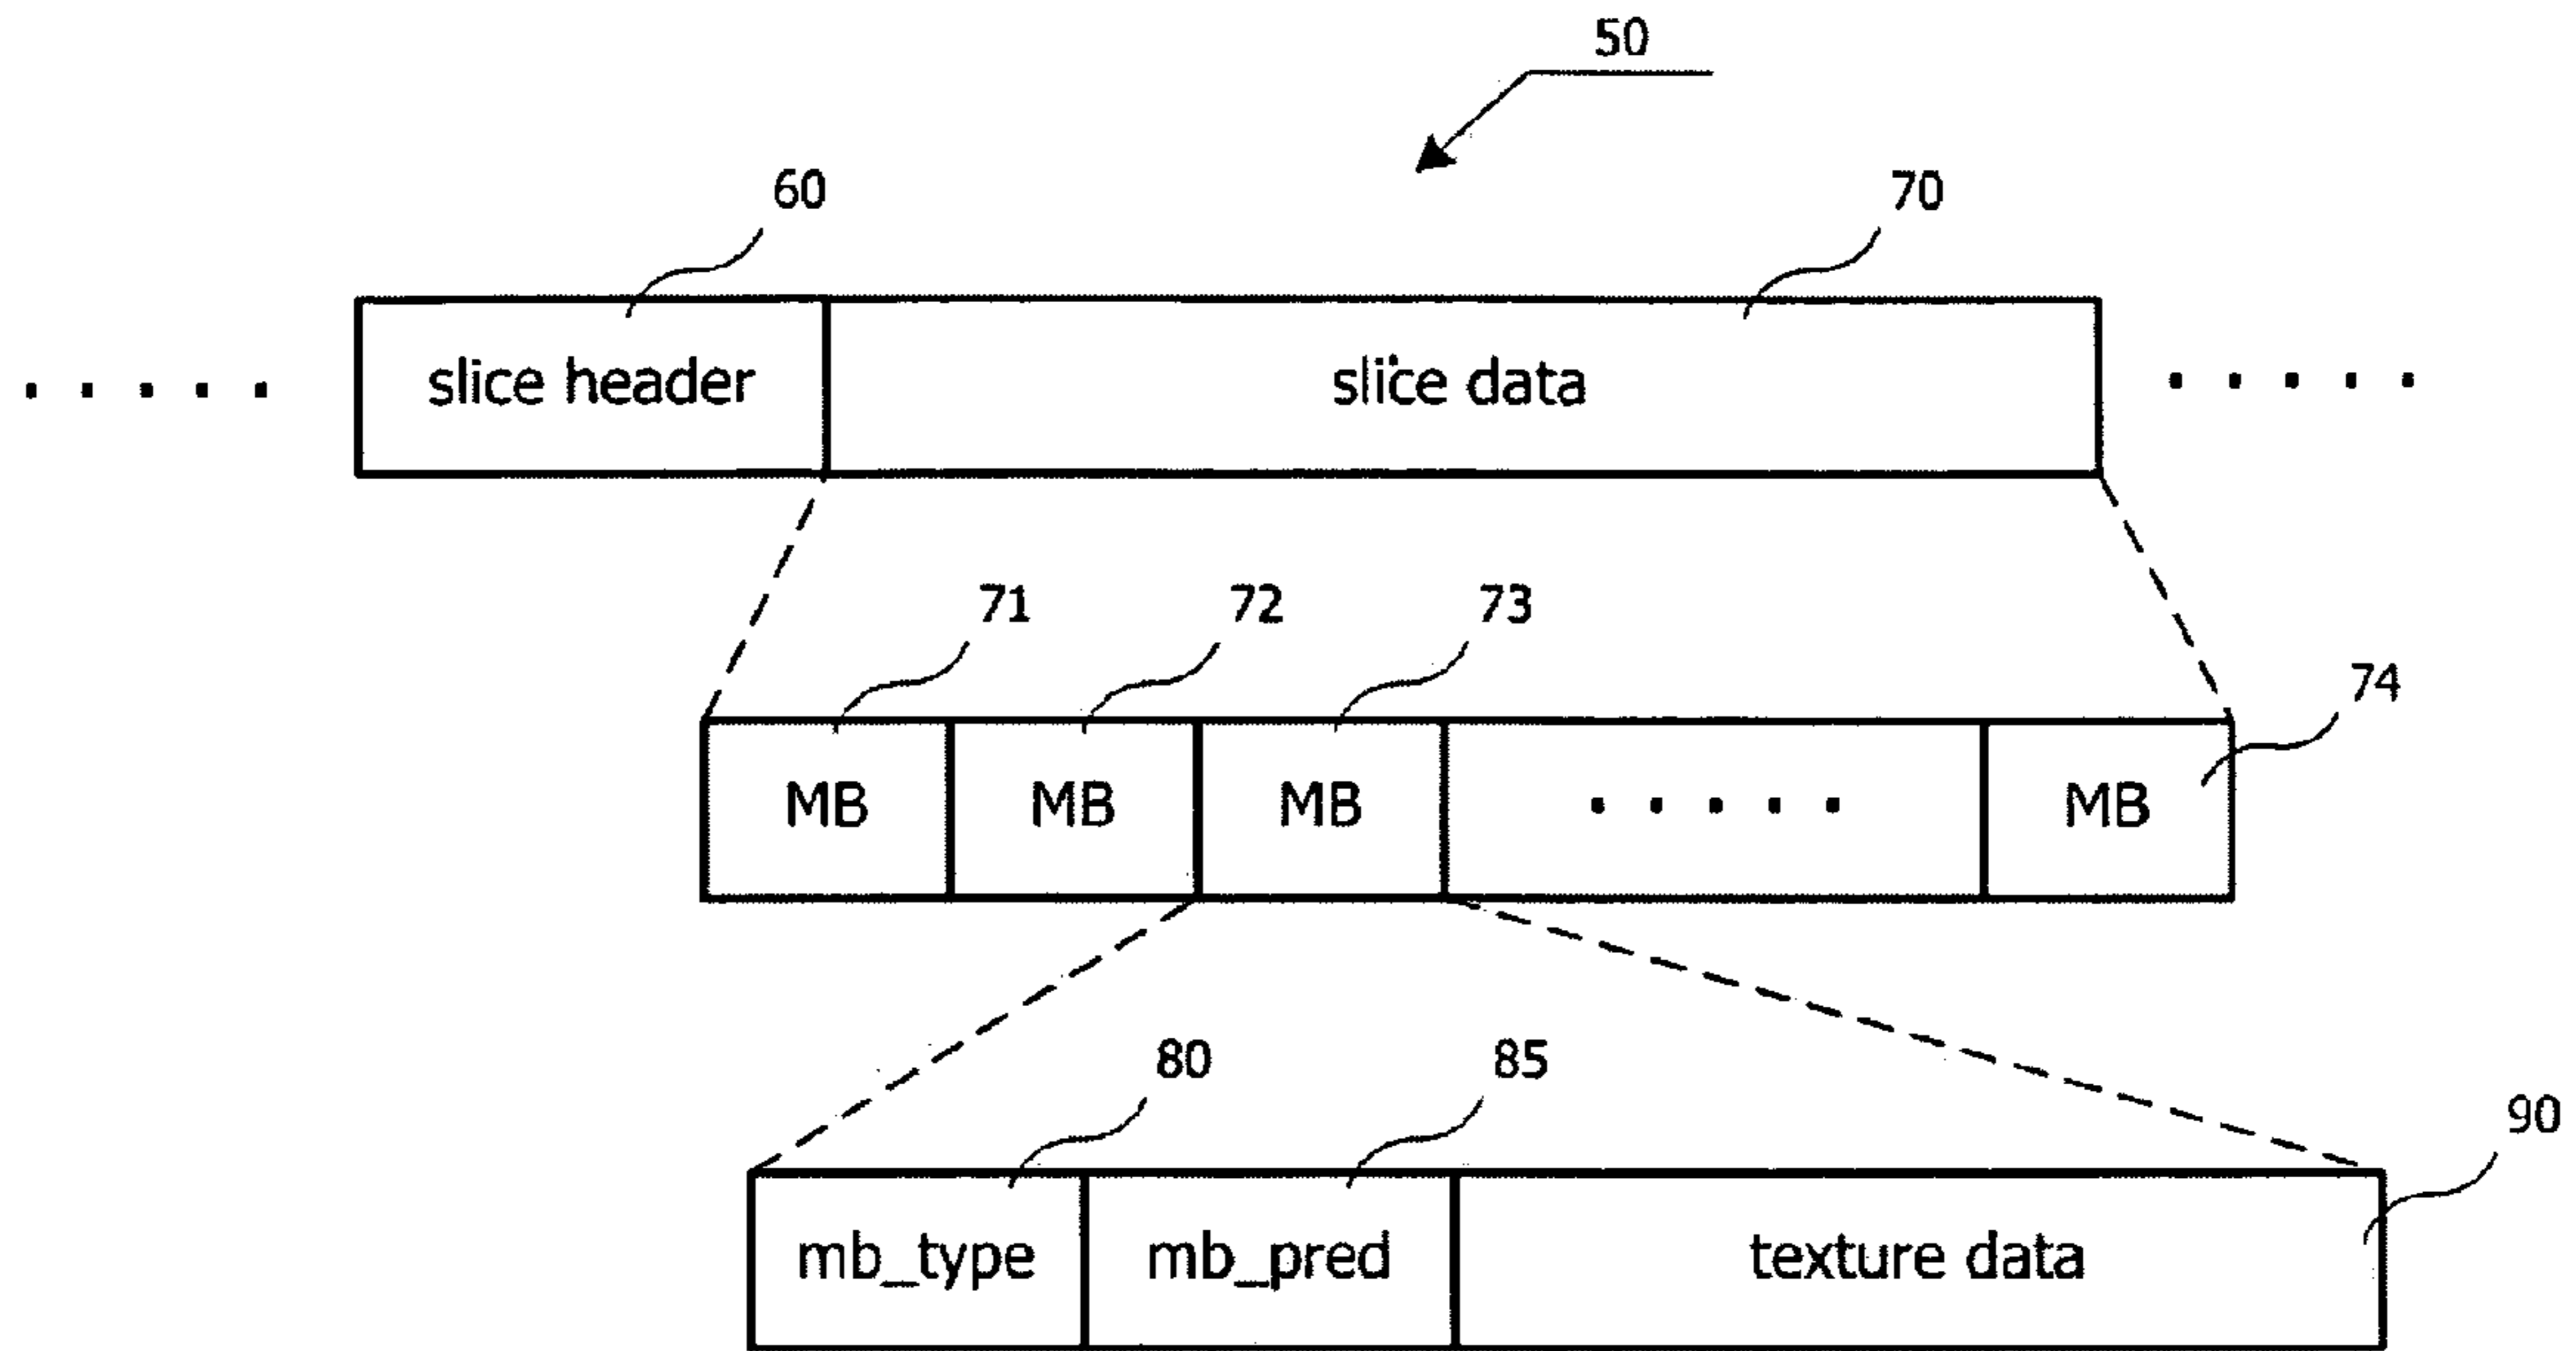 50
60
70
slice header
slice data
71
72
73
74
MB
MB
MB
MB
80
85
90
mb_type
mb_pred
texture data